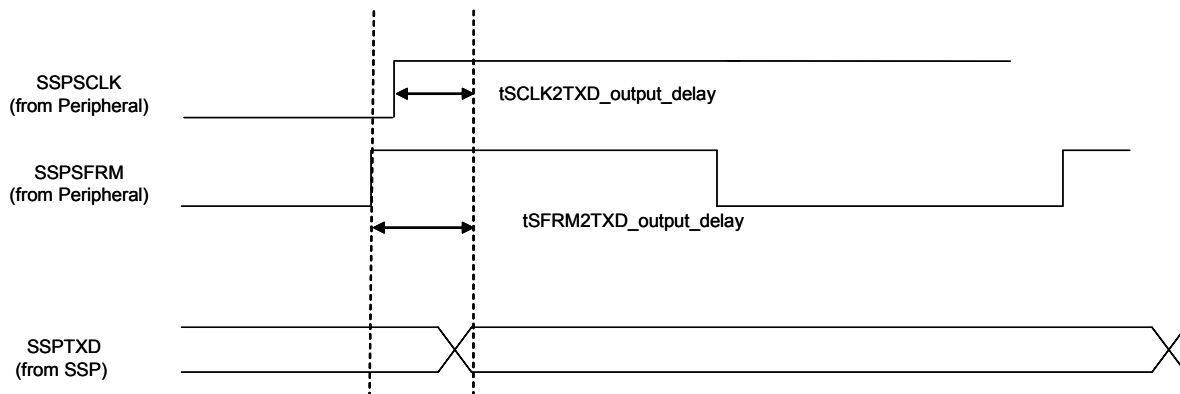 SSPSCLK
(from Peripheral)
tSCLK2TXD_output_delay
SSPSFRM
(from Peripheral)
tSFRM2TXD_output_delay
SSPTXD
(from SSP)